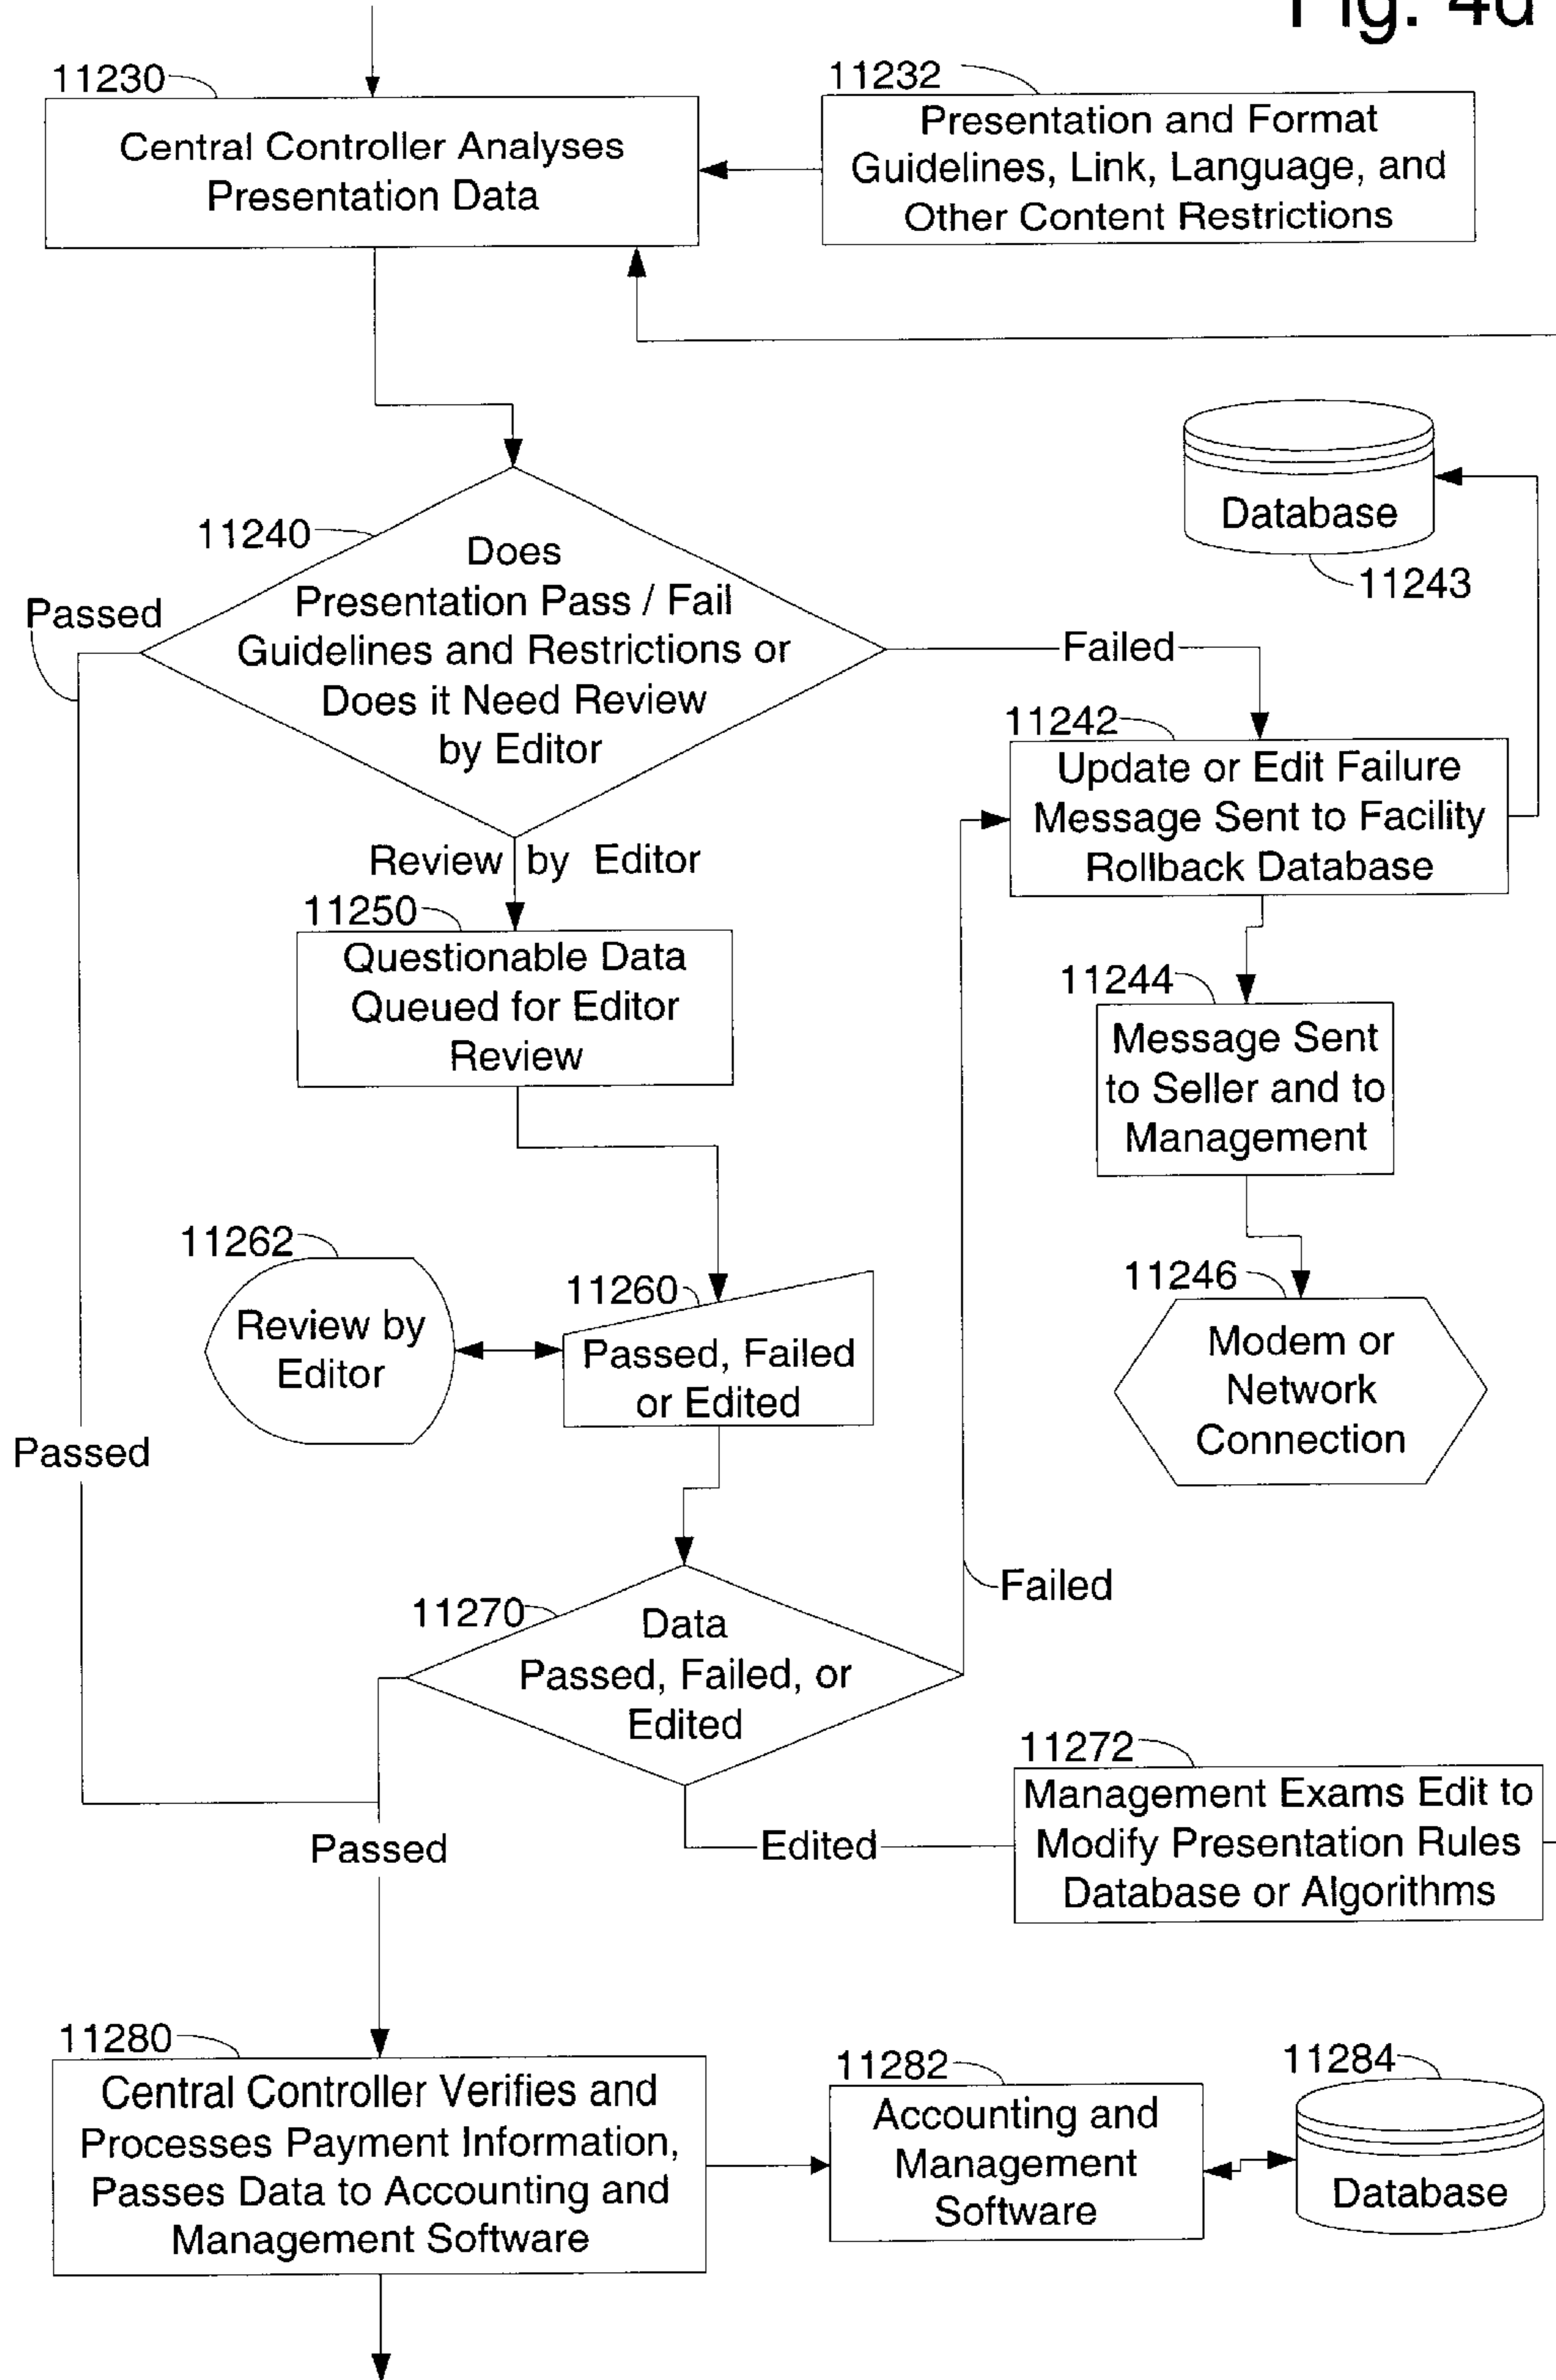 Fig. 4d
11230
Central Controller Analyses
Presentation Data
11232
Presentation and Format
Guidelines, Link, Language, and
Other Content Restrictions
11240
Does
Presentation Pass / Fail
Guidelines and Restrictions or
Does it Need Review
by Editor
Passed
Failed
Database
11243
11242
Update or Edit Failure
Message Sent to Facility
Rollback Database
Review by Editor
11250
Questionable Data
Queued for Editor
Review
11244
Message Sent
to Seller and to
Management
11262
Review by
Editor
11260
Passed, Failed
or Edited
11246
Modem or
Network
Connection
Passed
Failed
11270
Data
Passed, Failed, or
Edited
11272
Management Exams Edit to
Modify Presentation Rules
Database or Algorithms
Edited
Passed
11280
Central Controller Verifies and
Processes Payment Information,
Passes Data to Accounting and
Management Software
11282
Accounting and
Management
Software
11284
Database